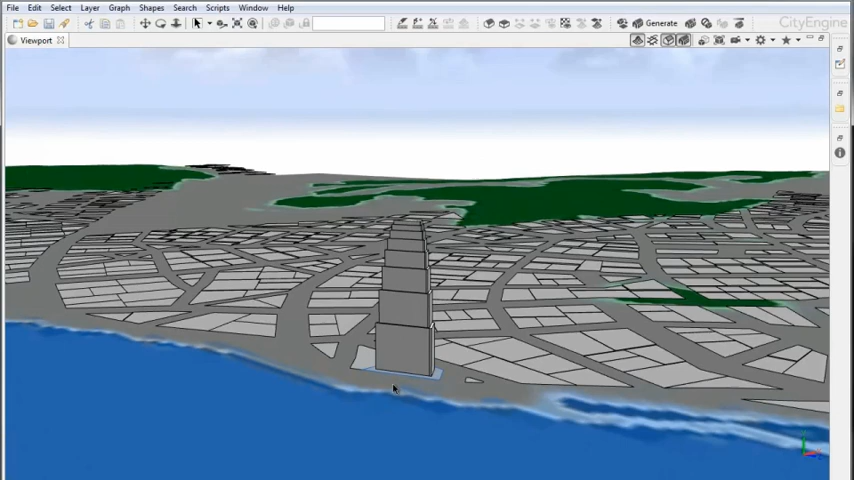 File Edit Select Layer Graph Shapes Search Scripts Window Help
Generate CityEngine
Viewport